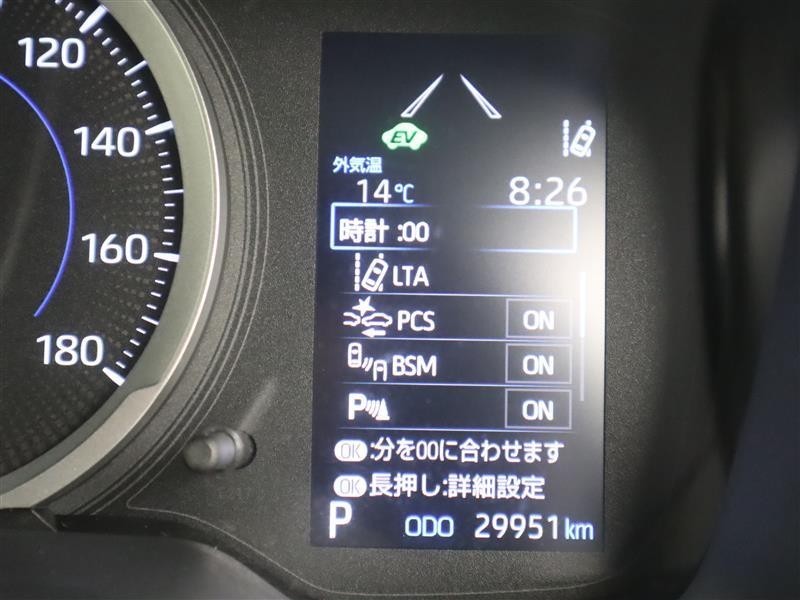 120
140
160
180
EV
外気温
14℃ 8:26
時計 :00
LTA
PCS ON
BSM ON
P ON
OK :分を00に合わせます
OK 長押し:詳細設定
P ODO 29951km